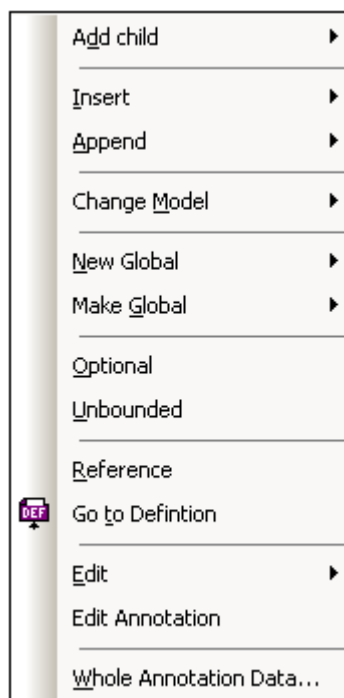 Add child
Insert
Append
Change Model
New Global
Make Global
Optional
Unbounded
Reference
DEF Go to Defintion
Edit
Edit Annotation
Whole Annotation Data...